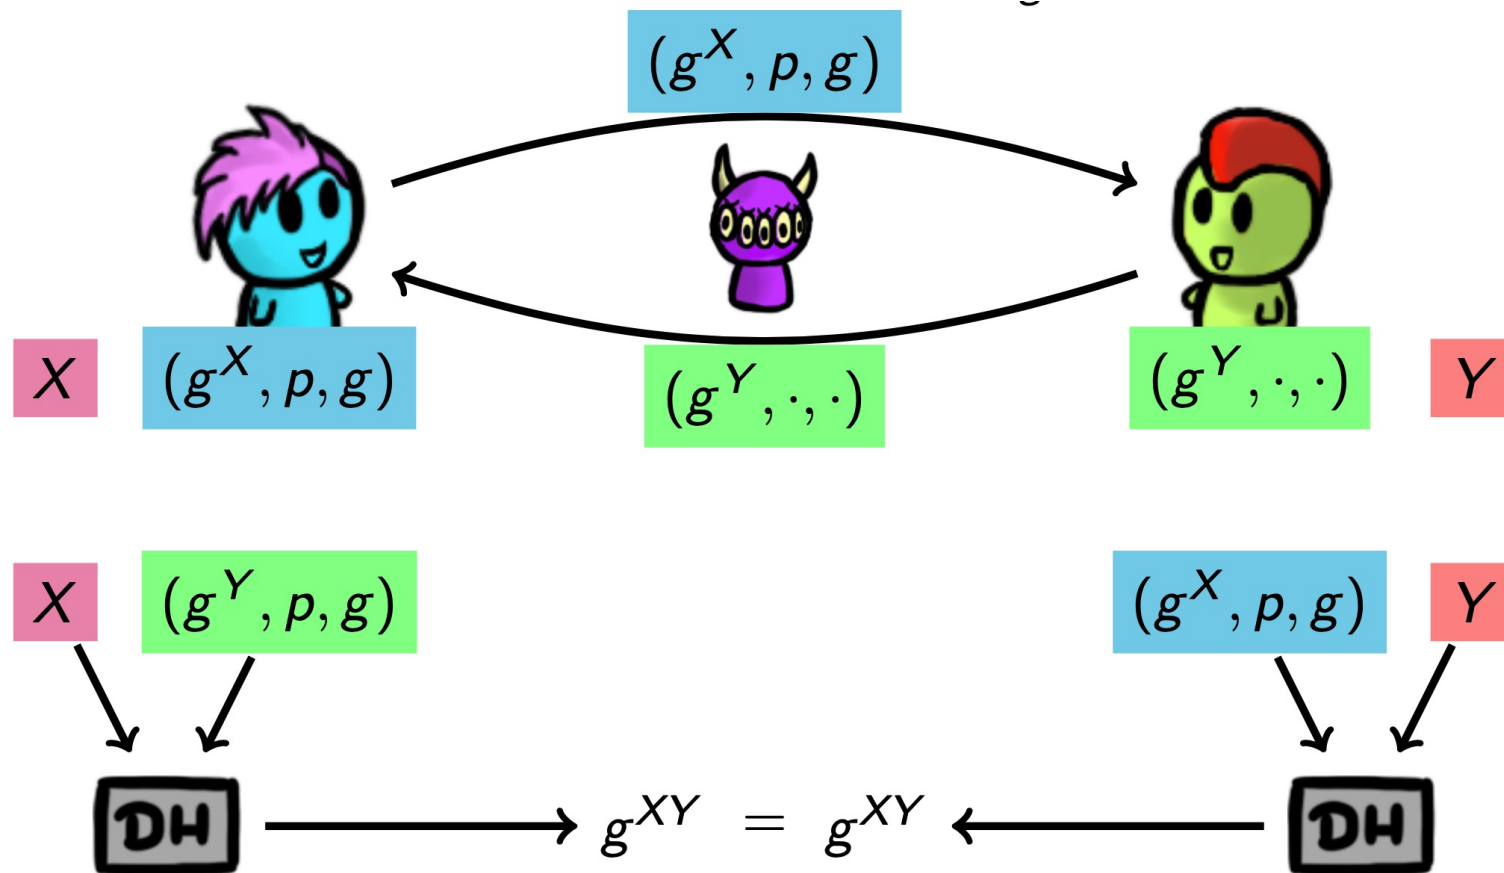 (g^X, p, g)
X (g^X, p, g) (g^Y, ·, ·) (g^Y, ·, ·) Y
X (g^Y, p, g) (g^X, p, g) Y
DH g^XY = g^XY DH